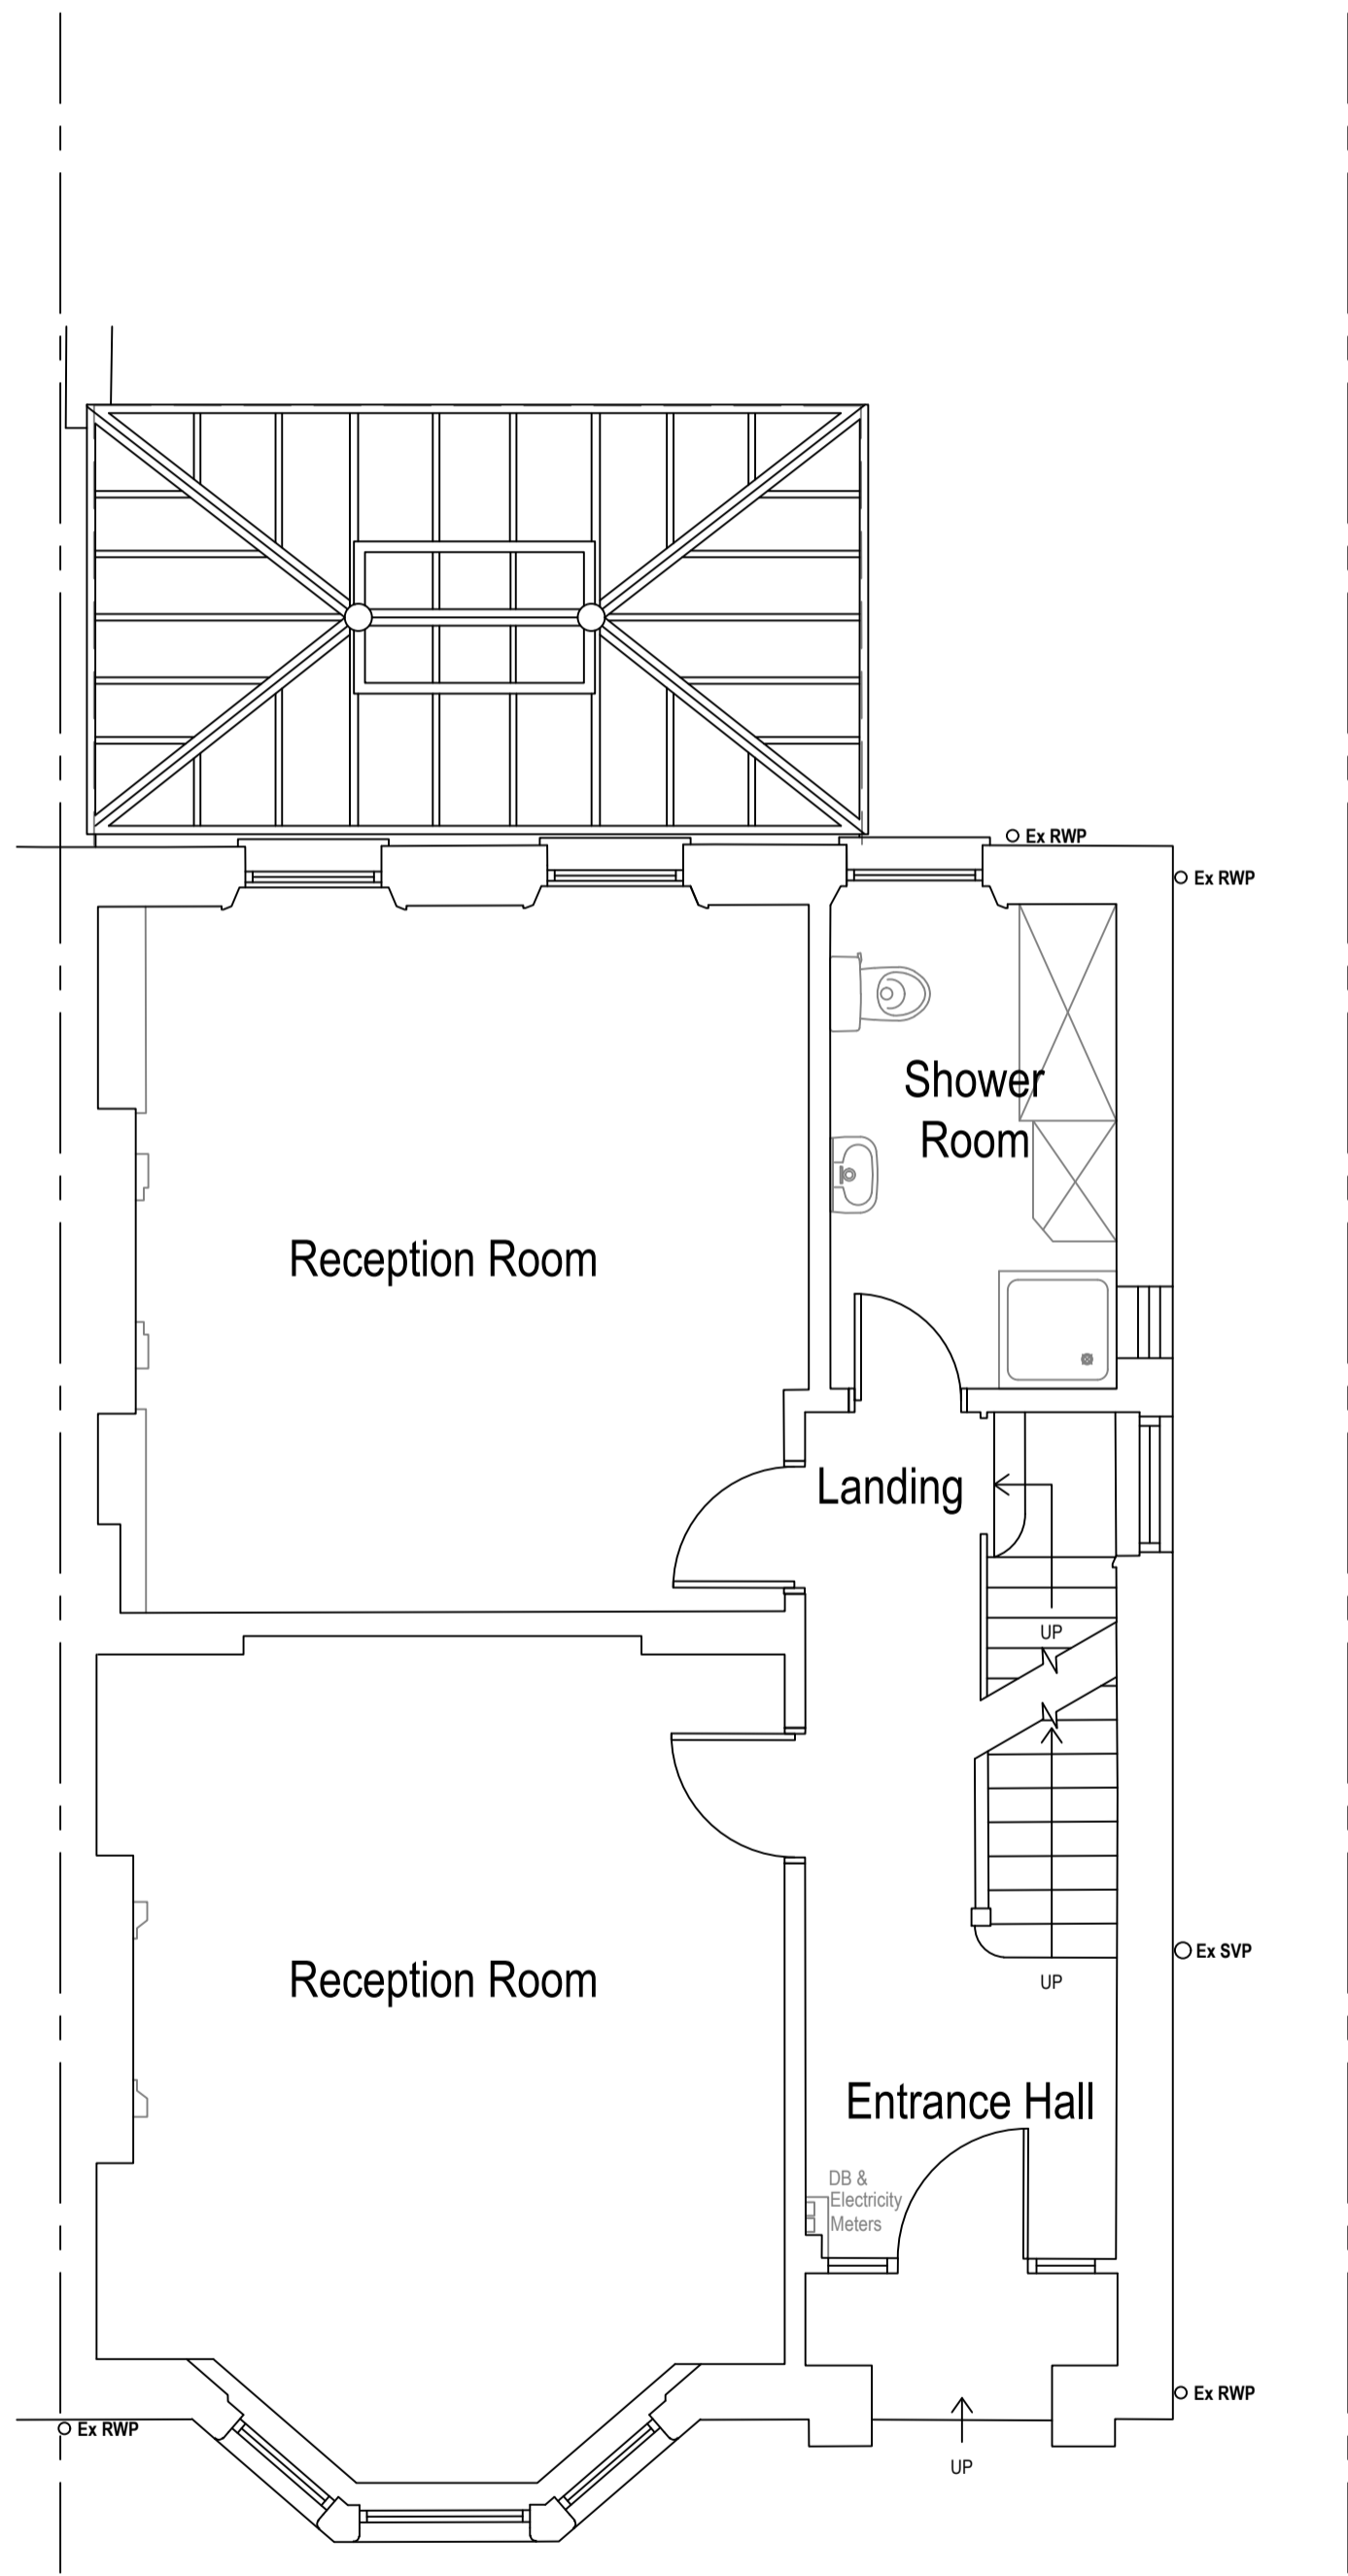 Ex RWP
Ex RWP
Shower
Room
Reception Room
Landing
UP
Ex SVP
Reception Room
UP
Entrance Hall
DB &
Electricity
Meters
Ex RWP
Ex RWP
UP